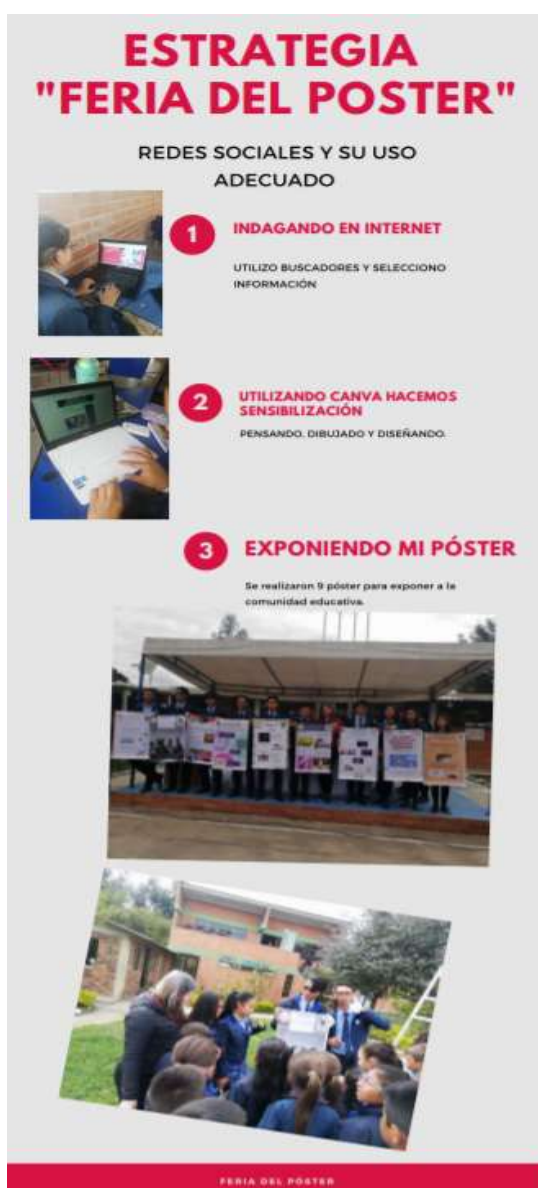 ESTRATEGIA
"FERIA DEL POSTER"
REDES SOCIALES Y SU USO
ADECUADO
1
INDAGANDO EN INTERNET
UTILIZO BUSCADORES Y SELECCIONO
INFORMACIÓN
2
UTILIZANDO CANVA HACEMOS
SENSIBILIZACIÓN
PENSANDO, DIBUJADO Y DISEÑANDO.
3
EXPONIENDO MI PÓSTER
Se realizaron 9 póster para exponer a la
comunidad educativa.
FERIA DEL PÓSTER